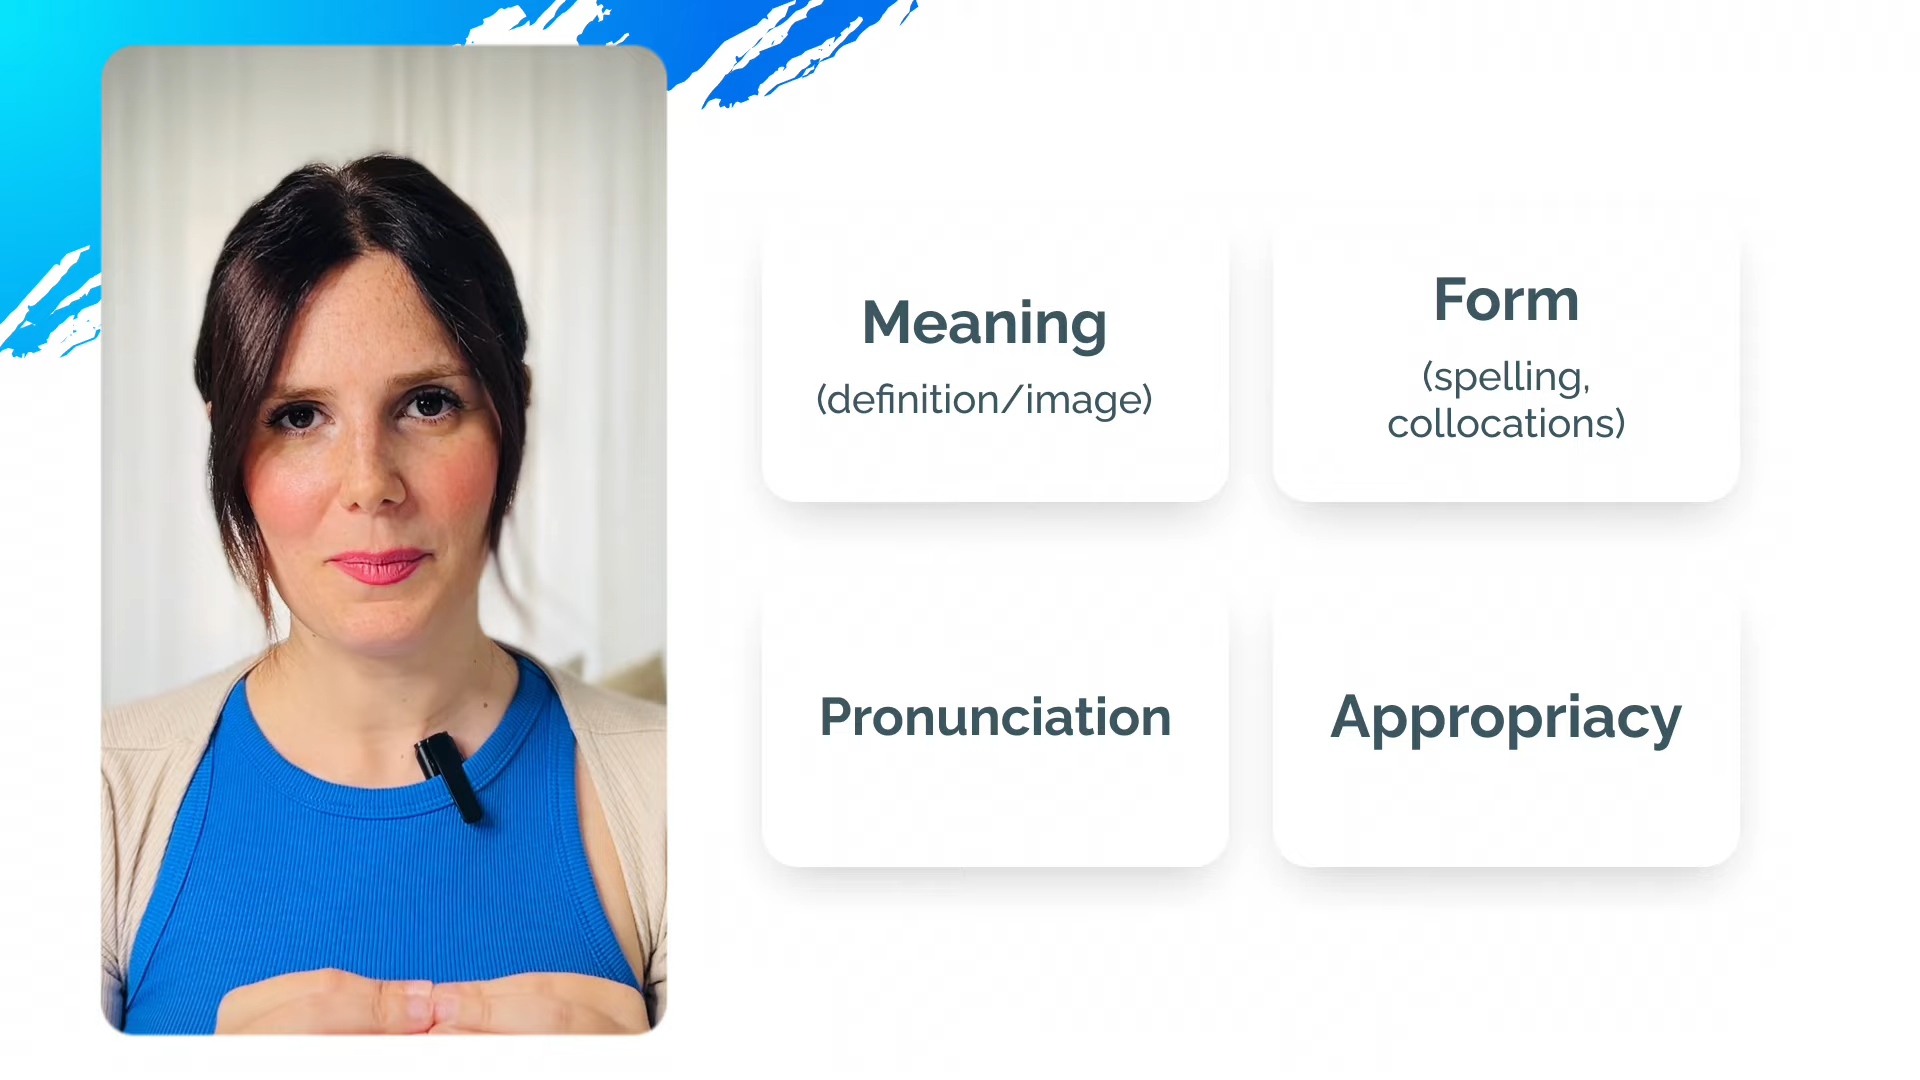 Meaning
(definition/image)
Form
(spelling,
collocations)
Pronunciation
Appropriacy